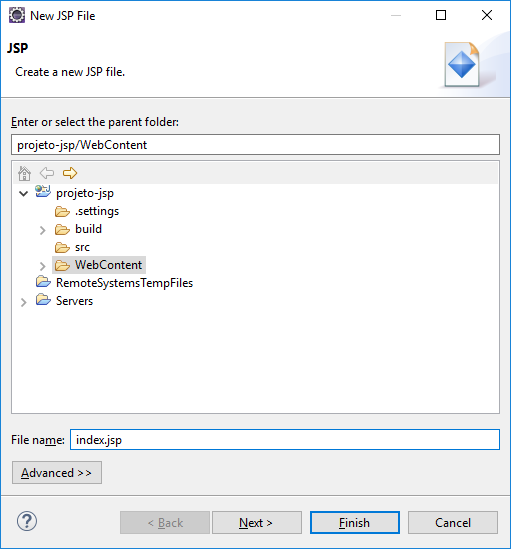 New JSP File
JSP
Create a new JSP file.
Enter or select the parent folder:
projeto-jsp/WebContent
projeto-jsp
.settings
build
src
WebContent
RemoteSystemsTempFiles
Servers
File name: index.jsp
Advanced >>
? < Back Next > Finish Cancel